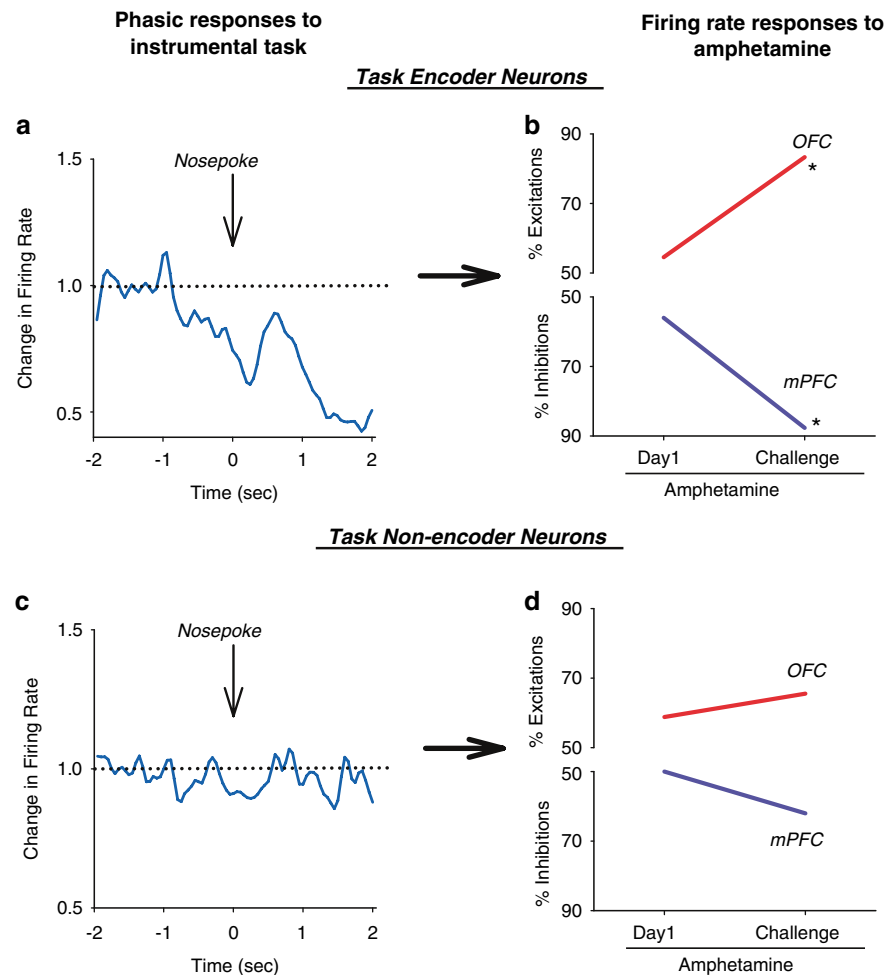 Phasic responses to
instrumental task
Firing rate responses to
amphetamine
Task Encoder Neurons
a
1.5
1.0
0.5
Change in Firing Rate
Nosepoke
-2 -1 0 1 2
Time (sec)
b
90
70
50
% Excitations
50
70
90
% Inhibitions
OFC
*
mPFC
*
Day1 Challenge
Amphetamine
Task Non-encoder Neurons
c
1.5
1.0
0.5
Change in Firing Rate
Nosepoke
-2 -1 0 1 2
Time (sec)
d
90
70
50
% Excitations
50
70
90
% Inhibitions
OFC
mPFC
Day1 Challenge
Amphetamine